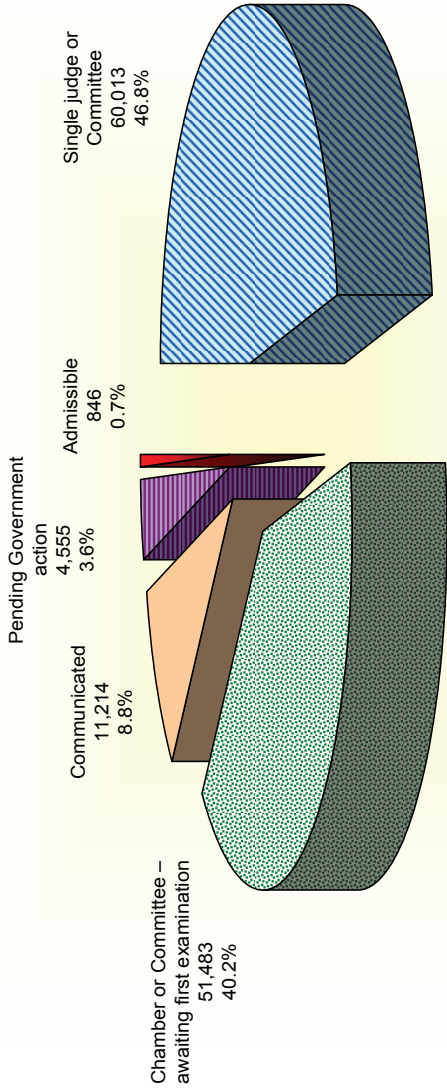 Pending Government
action
4,555
3.6%
Communicated
11,214
8.8%
Admissible
846
0.7%
Single judge or
Committee
60,013
46.8%
Chamber or Committee –
awaiting first examination
51,483
40.2%